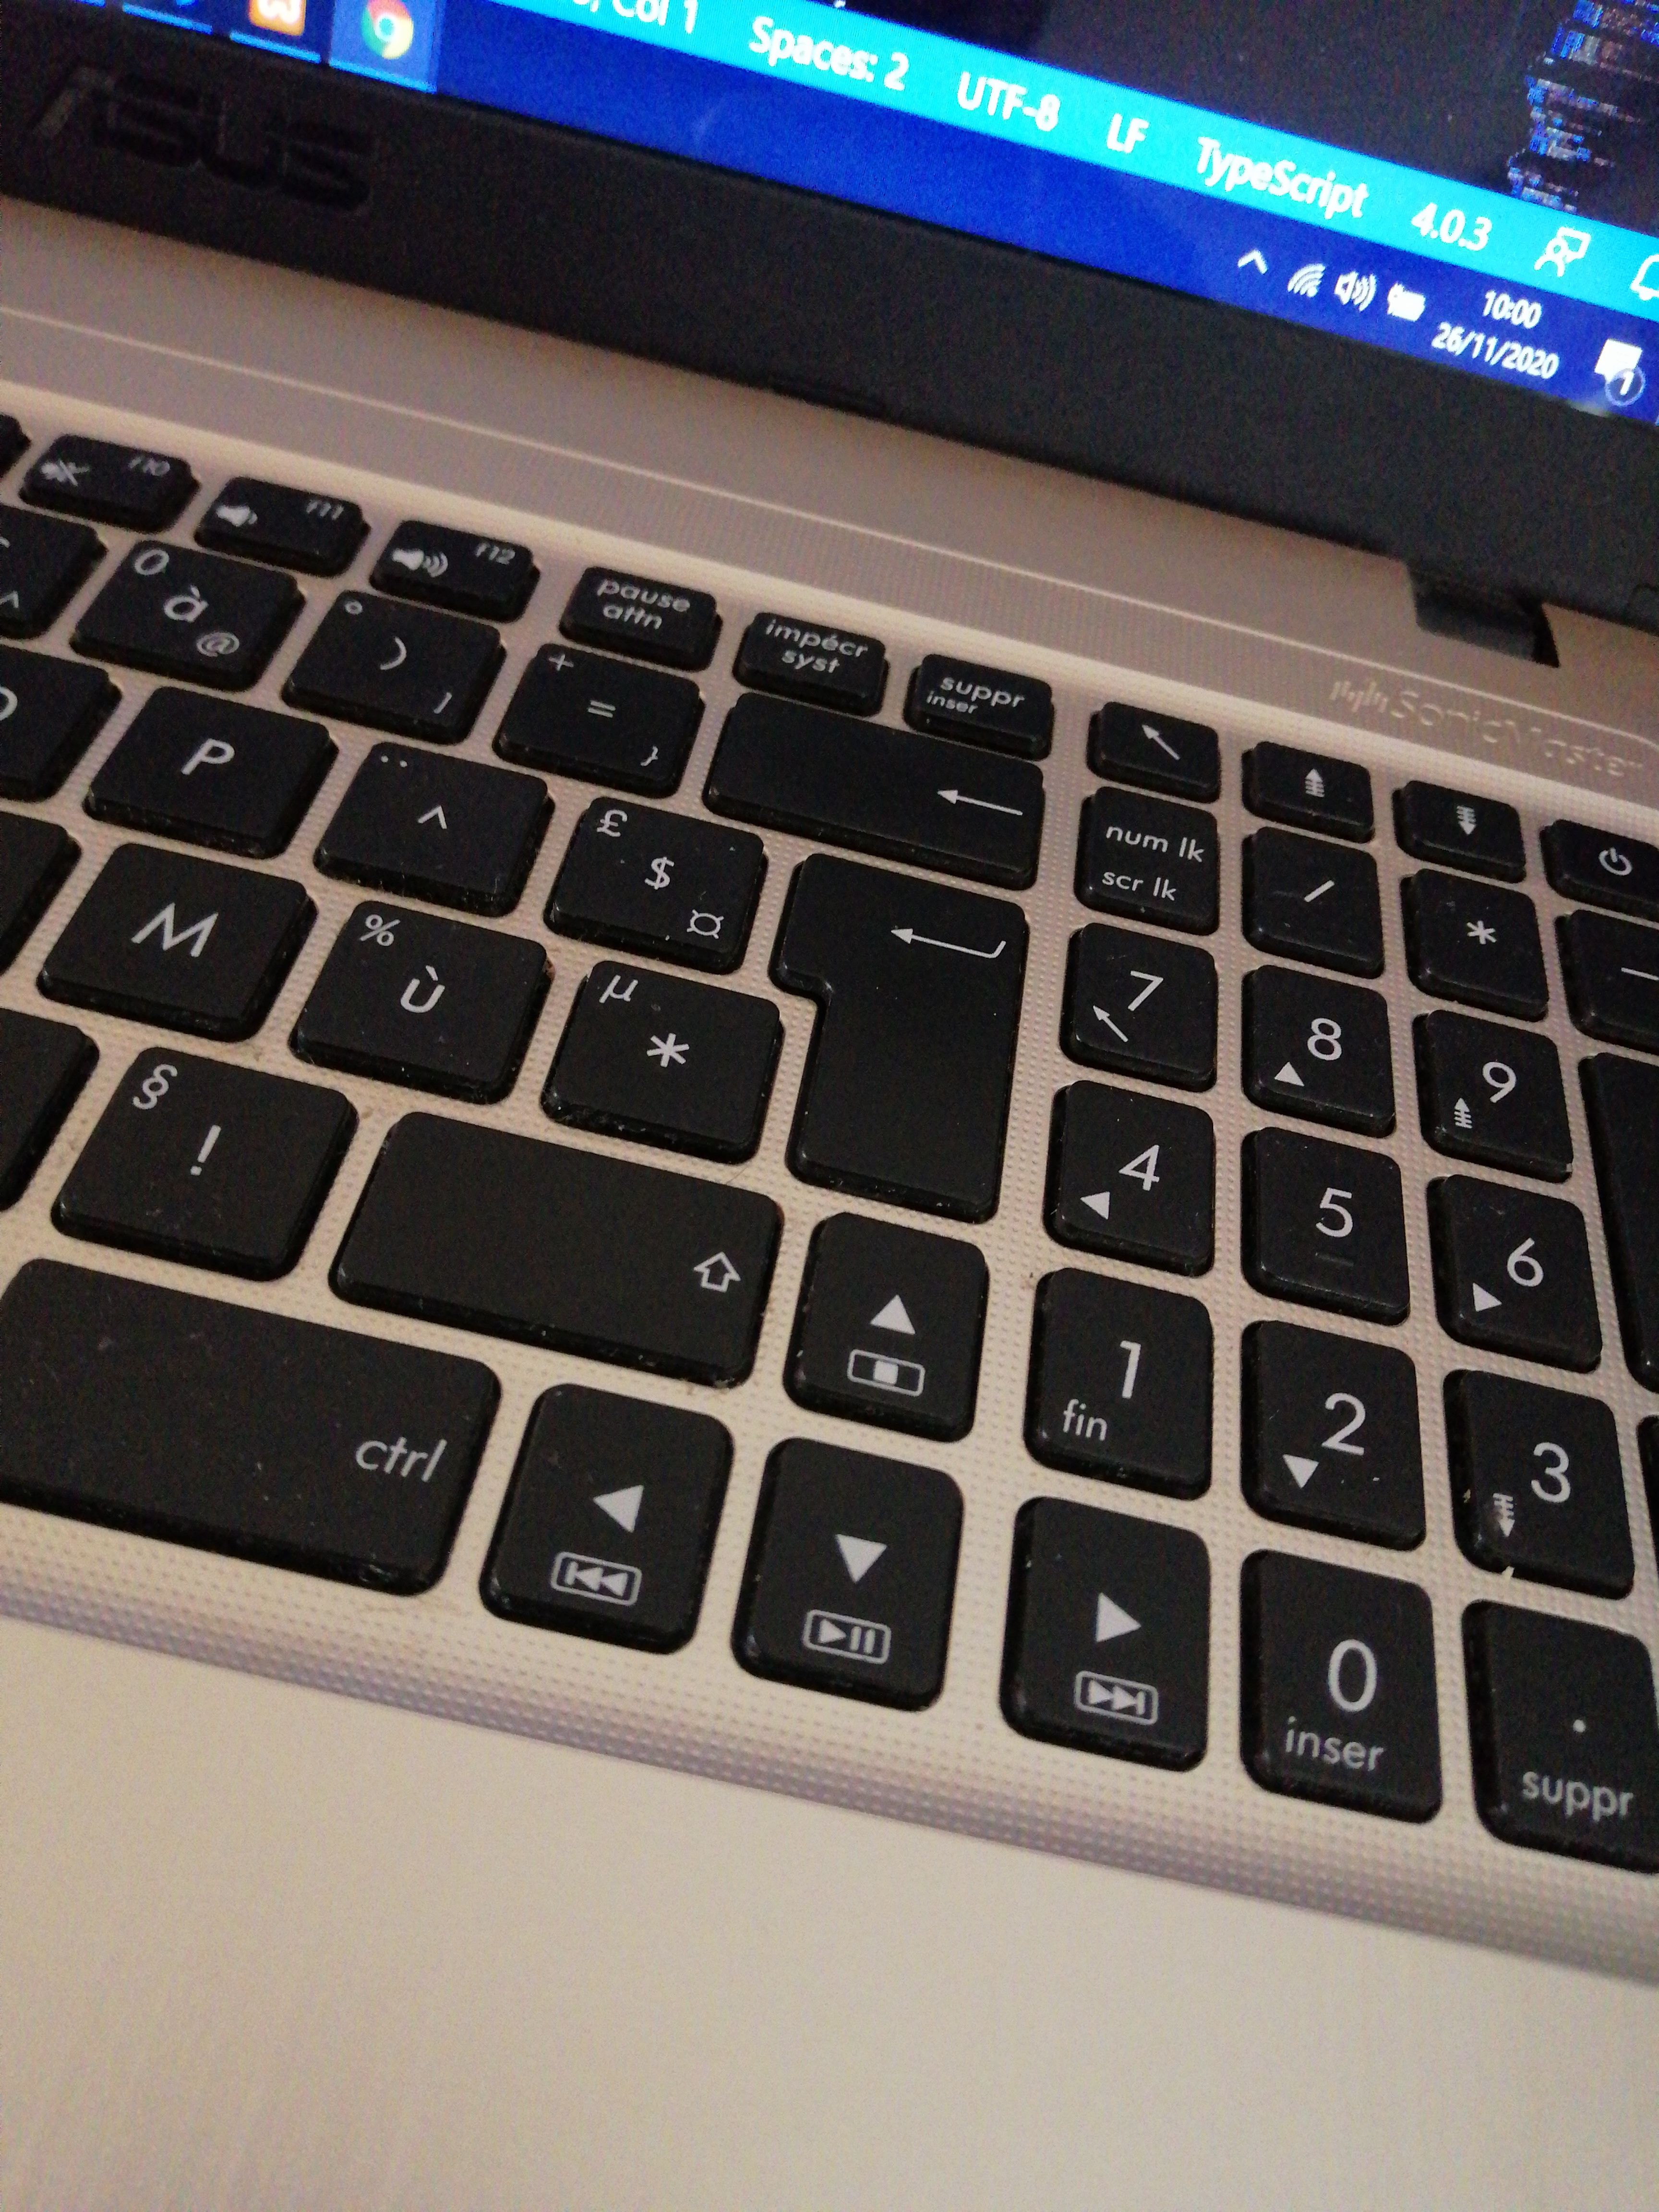 Col 1 Spaces: 2 UTF-8 LF TypeScript 4.0.3
10:00
26/11/2020
1
ASUS
SonicMaster
f10
f11
f12
pause
attn
impécr
syst
suppr
inser
0 à @
° ) ]
+ = }
num lk
scr lk
/
*
P
¨ ^
£ $ ¤
7
8
9
M
% ù
µ *
4
5
6
§ !
1
fin
2
3
ctrl
0
inser
.
suppr